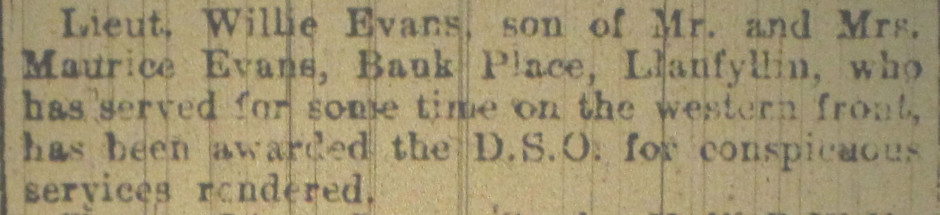 Lieut. Willie Evans, son of Mr. and Mrs.
Maurice Evans, Bank Place, Llanfyllin, who
has served for some time on the western front,
has been awarded the D.S.O. for conspicuous
services rendered.